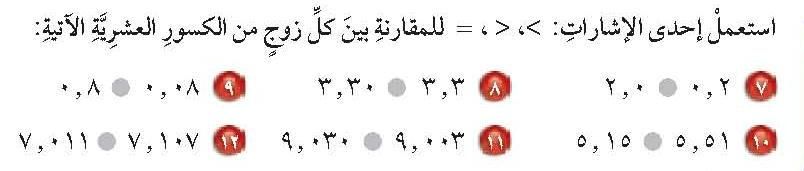 استعملْ إحدى الإشاراتِ: >، <، = للمقارنةِ بينَ كلِّ زوجٍ من الكسورِ العشريَّةِ الآتيةِ:
٧ ٠,٢ ● ٢,٠ ٨ ٣,٣ ● ٣,٣٠ ٩ ٠,٠٨ ● ٠,٨
١٠ ٥,٥١ ● ٥,١٥ ١١ ٩,٠٠٣ ● ٩,٠٣٠ ١٢ ٧,١٠٧ ● ٧,٠١١